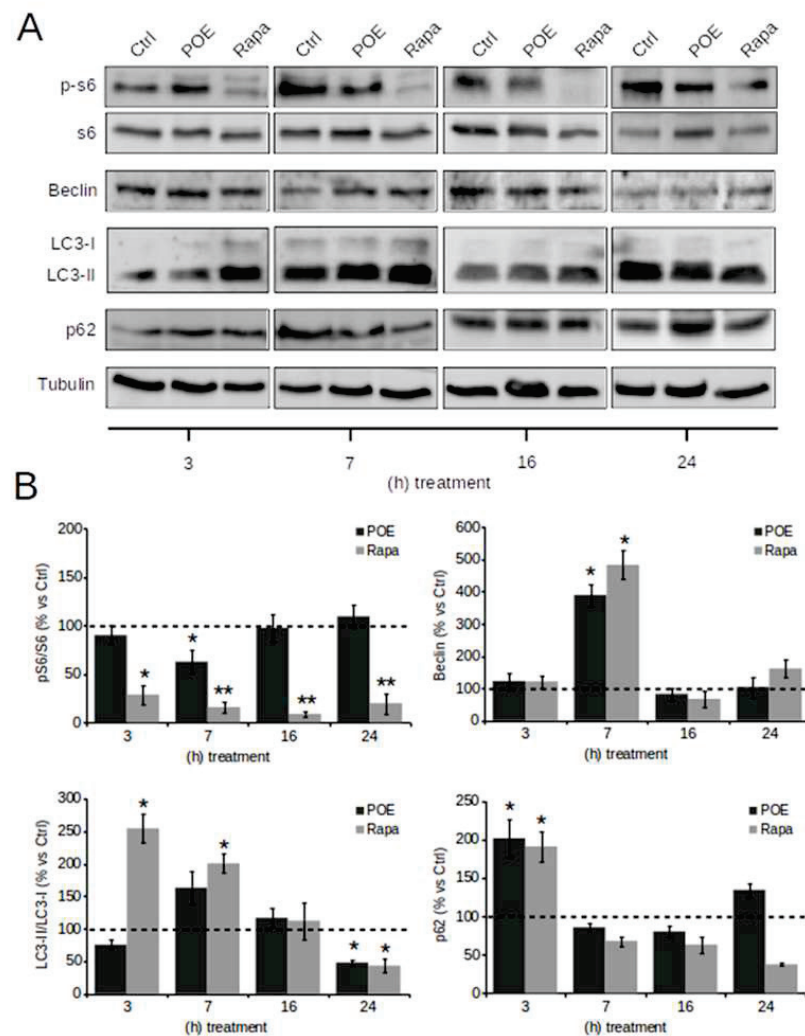 A
Ctrl POE Rapa Ctrl POE Rapa Ctrl POE Rapa Ctrl POE Rapa
p-s6
s6
Beclin
LC3-I
LC3-II
p62
Tubulin
3 7 16 24
(h) treatment
B
pS6/S6 (% vs Ctrl)
200
150
100
50
0
POE
Rapa
* * ** ** **
3 7 16 24
(h) treatment
Beclin (% vs Ctrl)
600
500
400
300
200
100
0
POE
Rapa
* *
3 7 16 24
(h) treatment
LC3-II/LC3-I (% vs Ctrl)
300
250
200
150
100
50
0
POE
Rapa
* * * *
3 7 16 24
(h) treatment
p62 (% vs Ctrl)
250
200
150
100
50
0
POE
Rapa
* *
3 7 16 24
(h) treatment